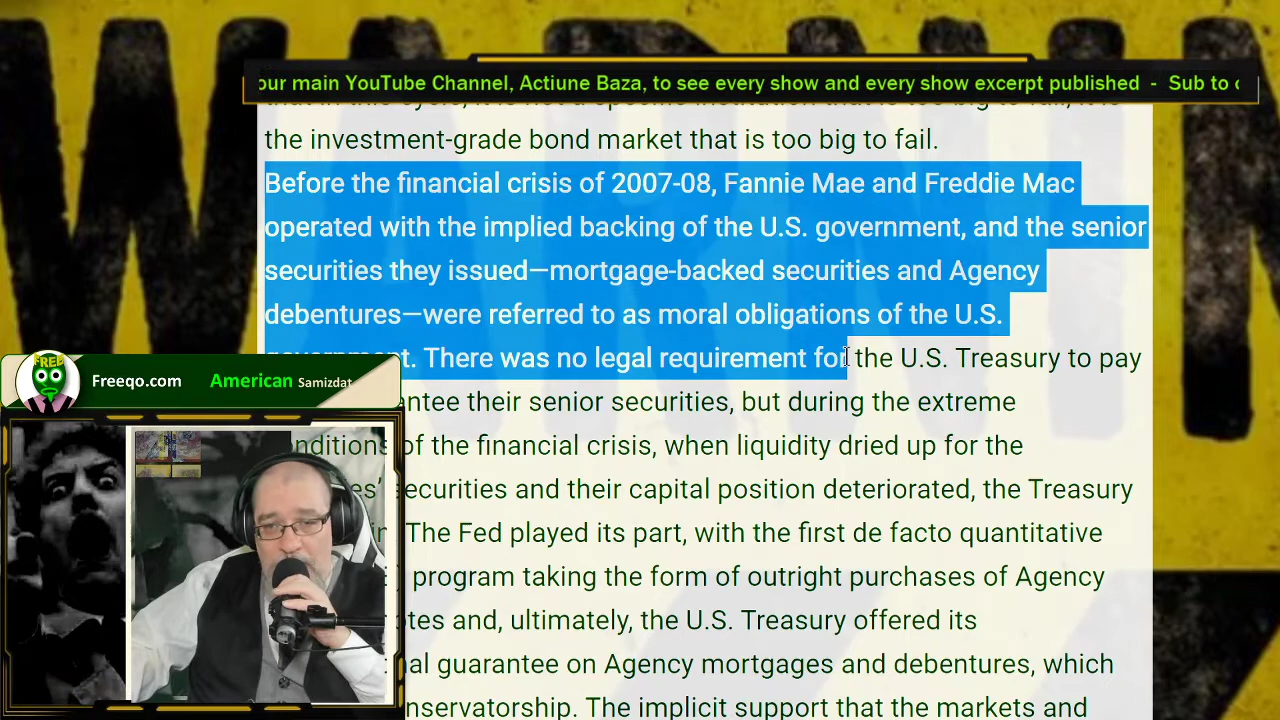 our main YouTube Channel, Actiune Baza, to see every show and every show excerpt published - Sub to
the investment-grade bond market that is too big to fail.
Before the financial crisis of 2007-08, Fannie Mae and Freddie Mac
operated with the implied backing of the U.S. government, and the senior
securities they issued—mortgage-backed securities and Agency
debentures—were referred to as moral obligations of the U.S.
There was no legal requirement for the U.S. Treasury to pay
their senior securities, but during the extreme
of the financial crisis, when liquidity dried up for the
securities and their capital position deteriorated, the Treasury
The Fed played its part, with the first de facto quantitative
program taking the form of outright purchases of Agency
and, ultimately, the U.S. Treasury offered its
guarantee on Agency mortgages and debentures, which
The implicit support that the markets and
FREE
Freeqo.com American Samizdat